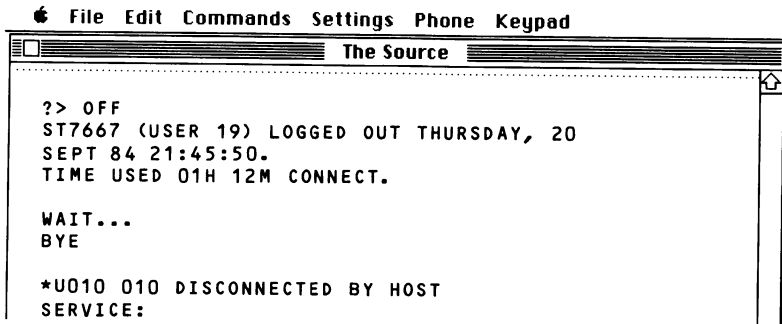 File Edit Commands Settings Phone Keypad
The Source
?> OFF
ST7667 (USER 19) LOGGED OUT THURSDAY, 20
SEPT 84 21:45:50.
TIME USED 01H 12M CONNECT.
WAIT...
BYE
*U010 010 DISCONNECTED BY HOST
SERVICE: